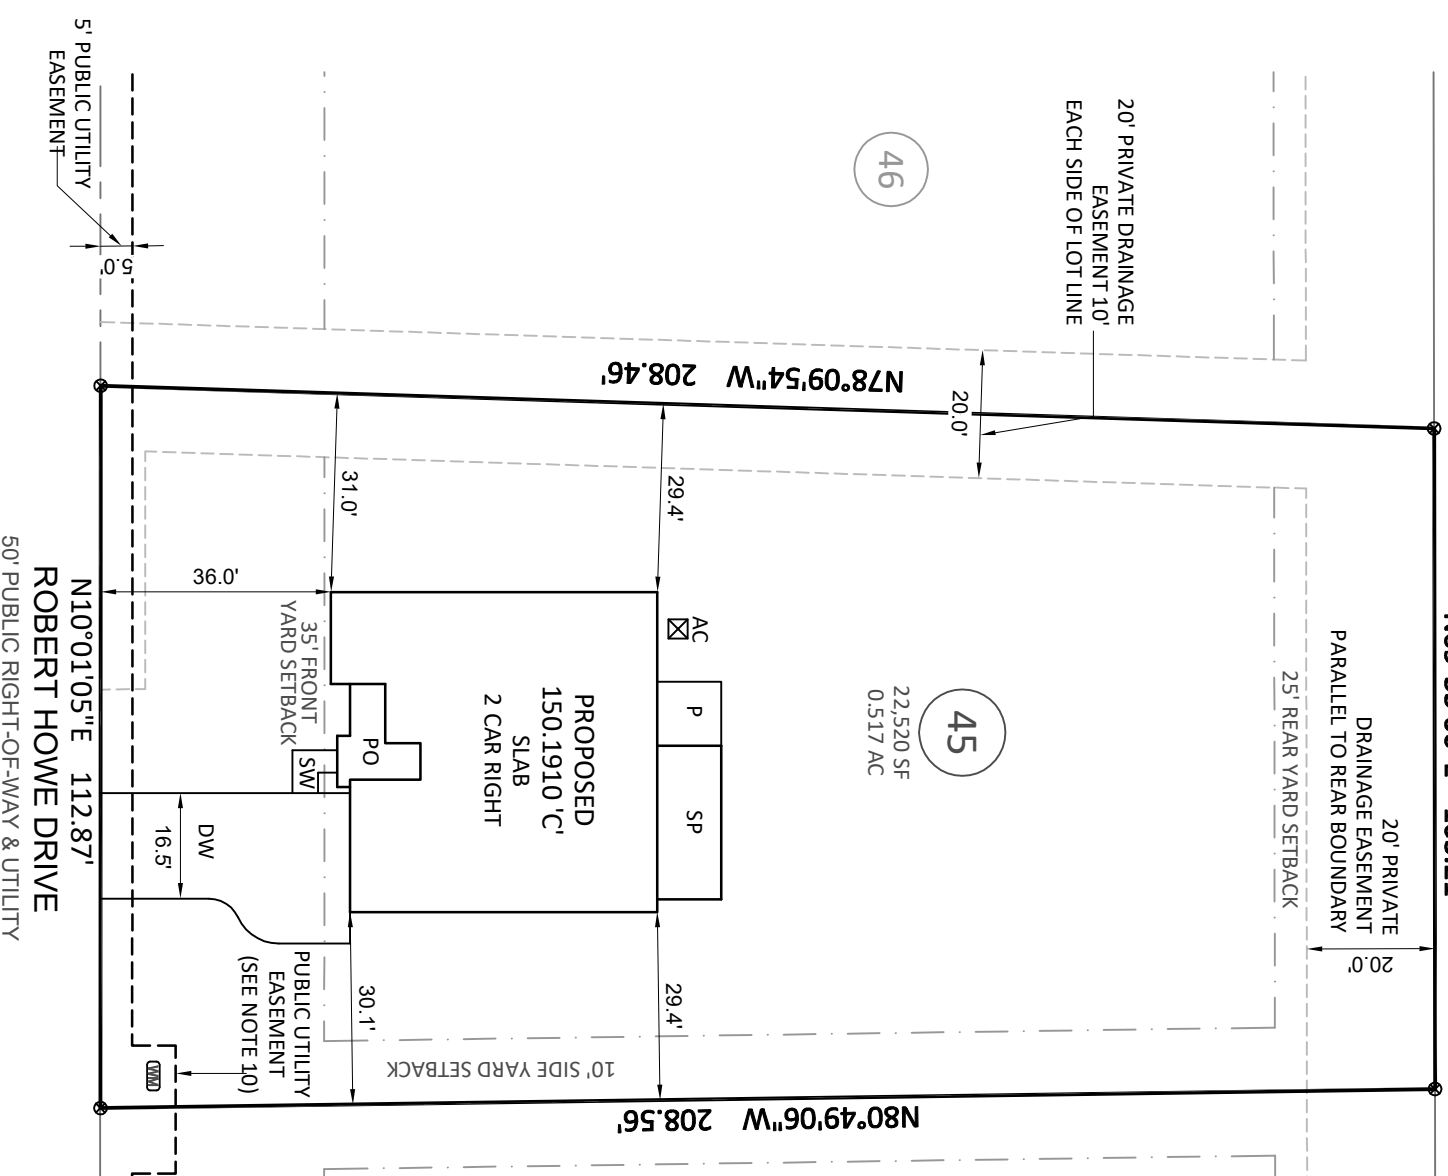 5' PUBLIC UTILITY
EASEMENT
5.0'
46
20' PRIVATE DRAINAGE
EASEMENT 10'
EACH SIDE OF LOT LINE
N78°09'54"W 208.46'
20.0'
31.0'
29.4'
36.0'
35' FRONT
YARD SETBACK
AC
P
SP
PROPOSED
150.1910 'C'
SLAB
2 CAR RIGHT
PO
SW
45
22,520 SF
0.517 AC
25' REAR YARD SETBACK
20' PRIVATE
DRAINAGE EASEMENT
PARALLEL TO REAR BOUNDARY
20.0'
DW
16.5'
30.1'
29.4'
PUBLIC UTILITY
EASEMENT
(SEE NOTE 10)
WM
10' SIDE YARD SETBACK
N80°49'06"W 208.56'
N10°01'05"E 112.87'
ROBERT HOWE DRIVE
50' PUBLIC RIGHT-OF-WAY & UTILITY